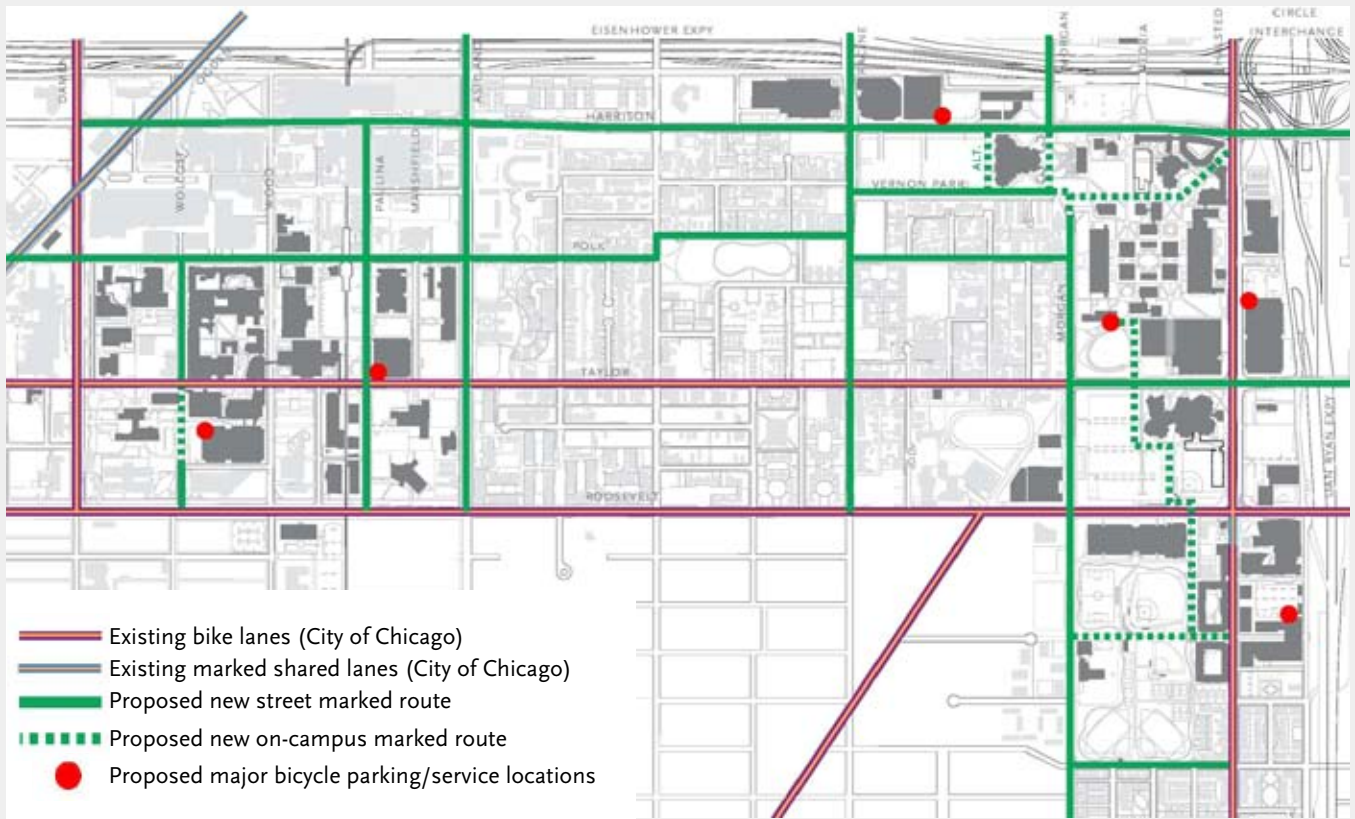 EISENHOWER EXPY
CIRCLE
INTERCHANGE
DAMEN
OGDEN
ASHLAND
RACINE
MORGAN
HALSTED
HARRISON
WOLCOTT
WOOD
PAULINA
MARSHFIELD
ALT.
VERNON PARK
POLK
MORGAN
TAYLOR
DAN RYAN EXPY
ROOSEVELT
Existing bike lanes (City of Chicago)
Existing marked shared lanes (City of Chicago)
Proposed new street marked route
Proposed new on-campus marked route
Proposed major bicycle parking/service locations